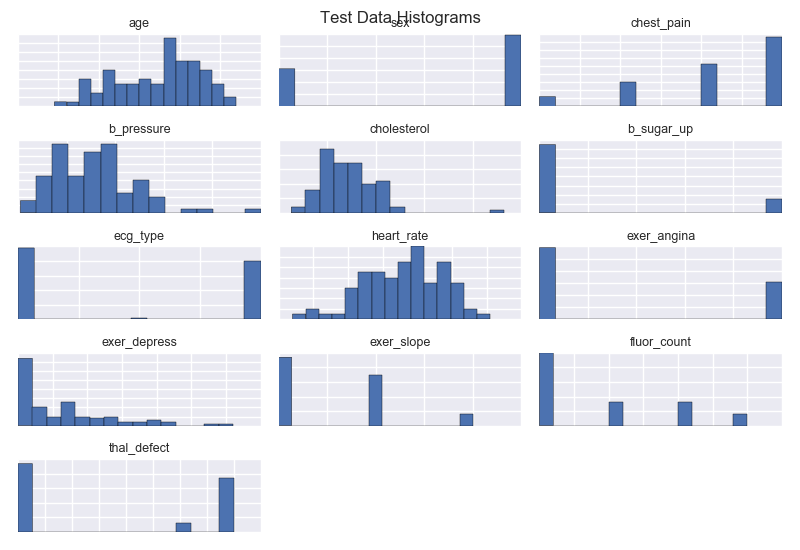 Test Data Histograms
age
sex
chest_pain
b_pressure
cholesterol
b_sugar_up
ecg_type
heart_rate
exer_angina
exer_depress
exer_slope
fluor_count
thal_defect